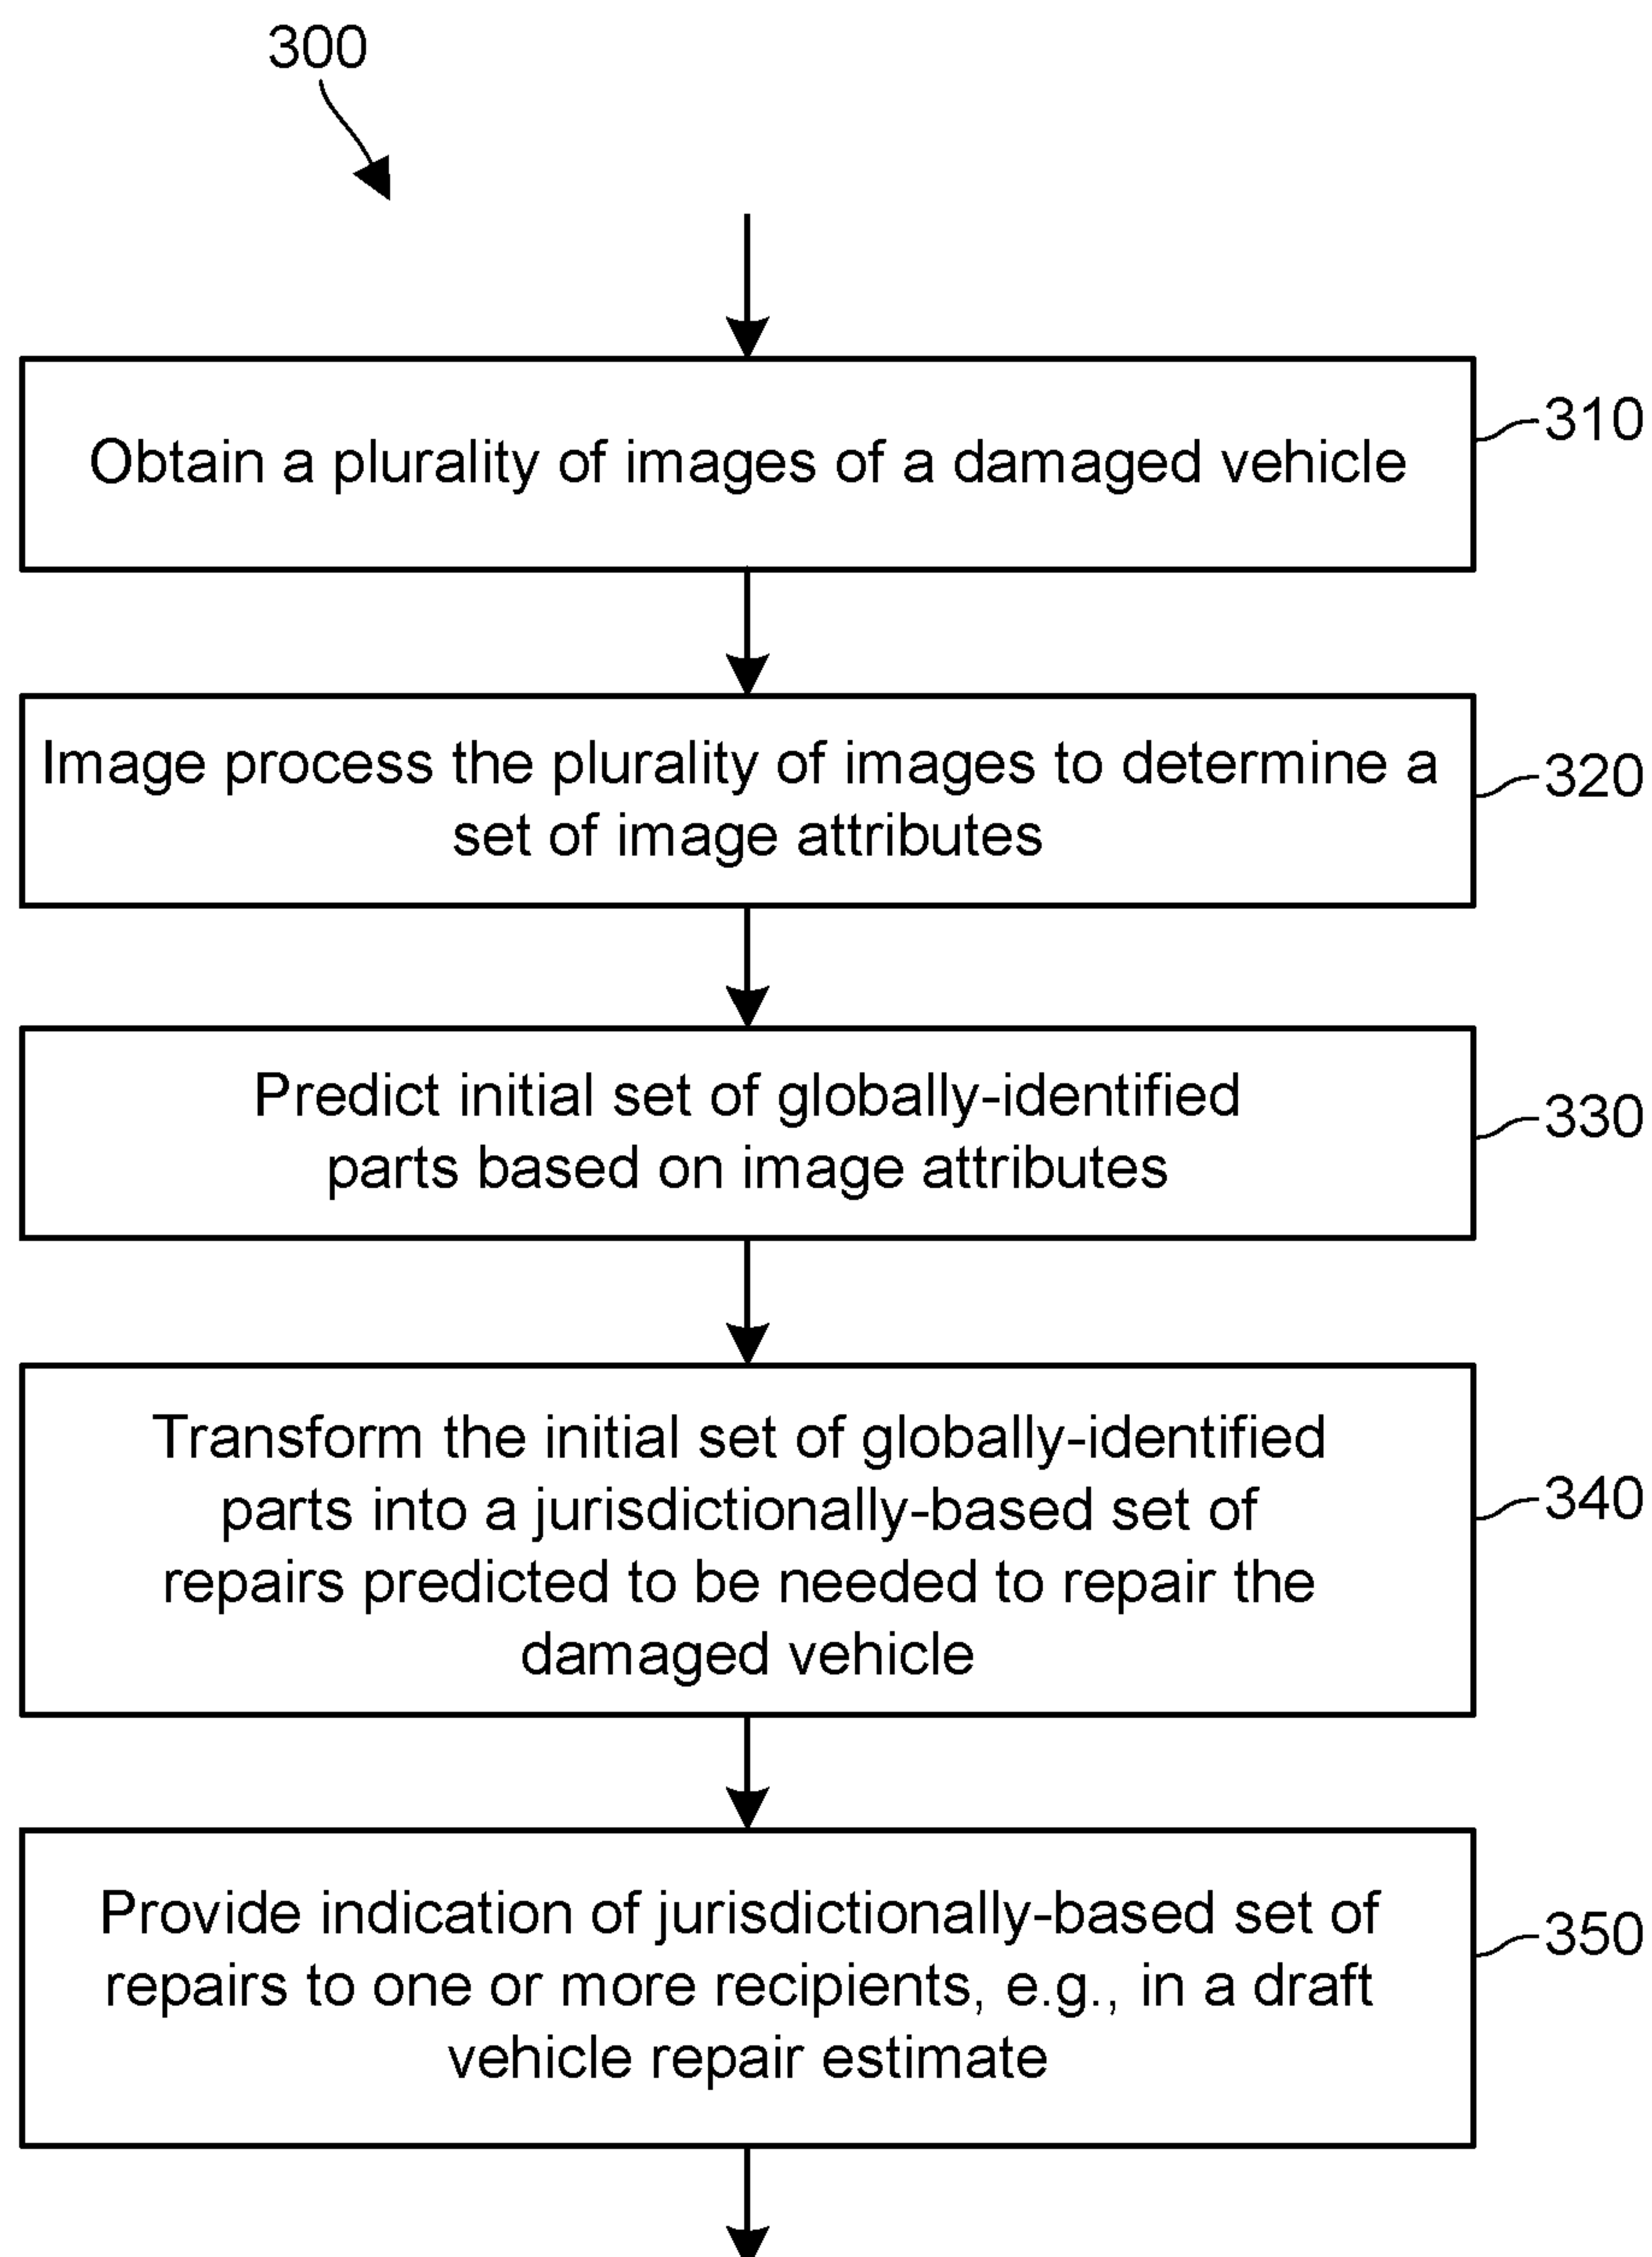 300
Obtain a plurality of images of a damaged vehicle
310
Image process the plurality of images to determine a
set of image attributes
320
Predict initial set of globally-identified
parts based on image attributes
330
Transform the initial set of globally-identified
parts into a jurisdictionally-based set of
repairs predicted to be needed to repair the
damaged vehicle
340
Provide indication of jurisdictionally-based set of
repairs to one or more recipients, e.g., in a draft
vehicle repair estimate
350